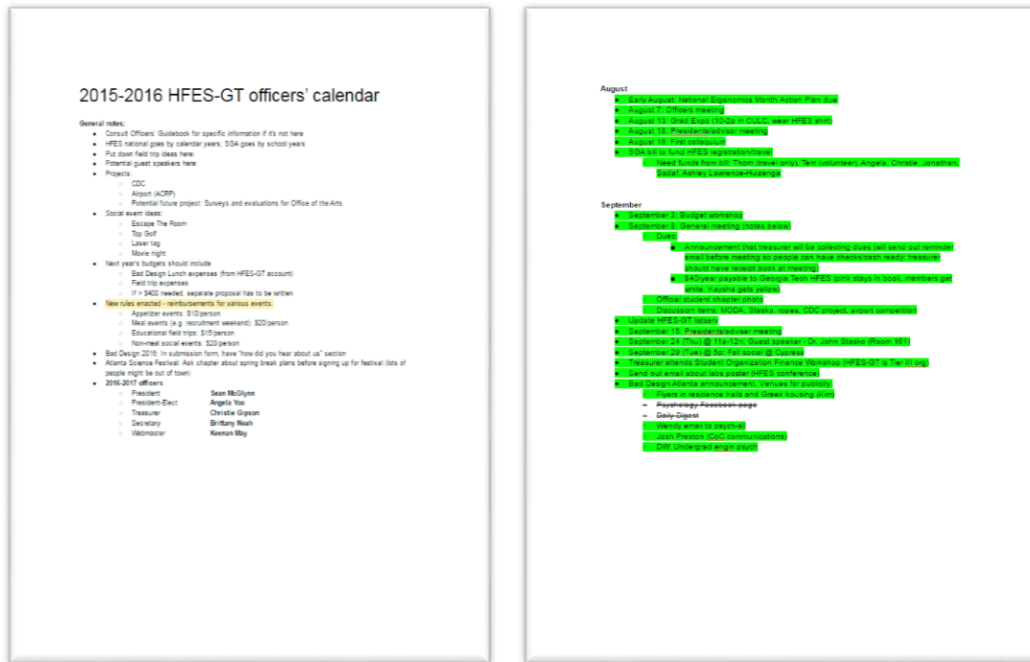 2015-2016 HFES-GT officers' calendar
General notes:
Consult Officers' Guidebook for specific information if it's not here
HFES national goes by calendar years; SGA goes by school years
Put down field trip ideas here:
Potential guest speakers here:
Projects:
CDC
Airport (ACRP)
Potential future project: Surveys and evaluations for Office of the Arts
Social event ideas:
Escape The Room
Top Golf
Laser tag
Movie night
Next year's budgets should include
Bad Design Lunch expenses (from HFES-GT account)
Field trip expenses
If > $400 needed, separate proposal has to be written
New rules enacted - reimbursements for various events:
Appetizer events: $10/person
Meal events (e.g. recruitment weekend): $20/person
Educational field trips: $15/person
Non-meal social events: $20/person
Bad Design 2016: In submission form, have "how did you hear about us" section
Atlanta Science Festival: Ask chapter about spring break plans before signing up for festival (lots of
people might be out of town)
2016-2017 officers
President Sean McGlynn
President-Elect Angela Yoo
Treasurer Christie Gipson
Secretary Brittany Noah
Webmaster Keenan May
August
Early August: National Ergonomics Month Action Plan due
August 7: Officers meeting
August 13: Grad Expo (10-2p in CULC, wear HFES shirt)
August 18: Presidents/advisor meeting
August 18: First colloquium
SGA bill to fund HFES registration/travel
Need funds from bill: Thom (travel only), Terri (volunteer), Angela, Christie, Jonathan,
Sadaf, Ashley Lawrence-Huizenga
September
September 3: Budget workshop
September 8: General meeting (notes below)
Dues:
Announcement that treasurer will be collecting dues (will send out reminder
email before meeting so people can have checks/cash ready; treasurer
should have receipt book at meeting)
$40/year payable to Georgia Tech HFES (pink stays in book, members get
white, Kaysha gets yellow)
Official student chapter photo
Discussion items: MODA, Stasko, ropes, CDC project, airport competition
Update HFES-GT listserv
September 15: Presidents/adviser meeting
September 24 (Thu) @ 11a-12n: Guest speaker - Dr. John Stasko (Room 151)
September 29 (Tue) @ 5p: Fall social @ Cypress
Treasurer attends Student Organization Finance Workshop (HFES-GT is Tier III org)
Send out email about labs poster (HFES conference)
Bad Design Atlanta announcement. Venues for publicity:
Flyers in residence halls and Greek housing (Kim)
Psychology Facebook page
Daily Digest
Wendy email to psych-all
Josh Preston (CoC communications)
DW: Undergrad engin psych